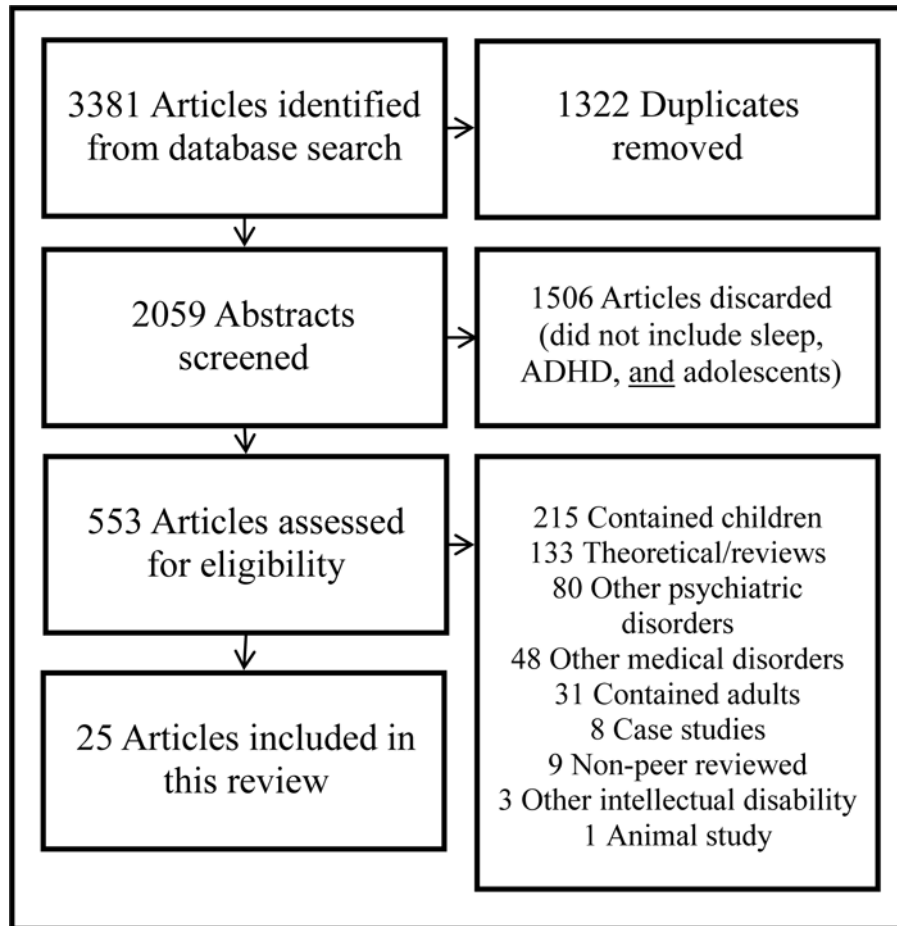 3381 Articles identified
from database search
1322 Duplicates
removed
2059 Abstracts
screened
1506 Articles discarded
(did not include sleep,
ADHD, and adolescents)
553 Articles assessed
for eligibility
215 Contained children
133 Theoretical/reviews
80 Other psychiatric
disorders
48 Other medical disorders
31 Contained adults
8 Case studies
9 Non-peer reviewed
3 Other intellectual disability
1 Animal study
25 Articles included in
this review